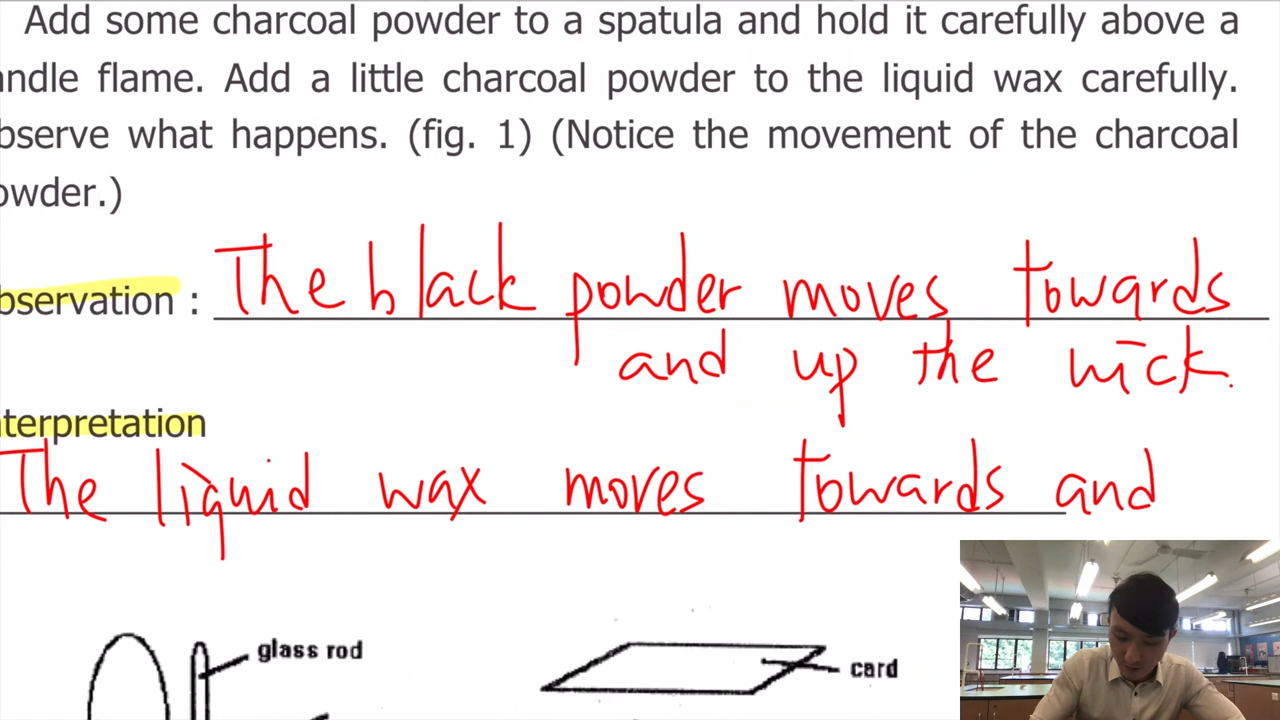 Add some charcoal powder to a spatula and hold it carefully above a
ndle flame. Add a little charcoal powder to the liquid wax carefully.
bserve what happens. (fig. 1) (Notice the movement of the charcoal
owder.)
bservation : The black powder moves towards
and up the wick.
nterpretation
The liquid wax moves towards and
glass rod
card